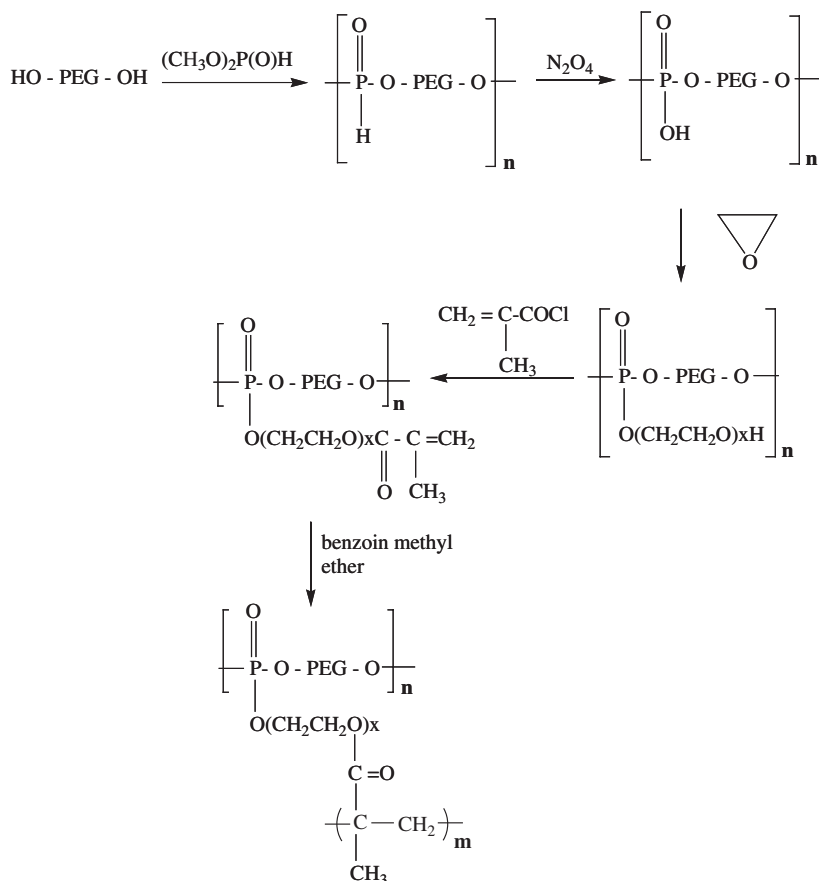 HO - PEG - OH
(CH₃O)₂P(O)H
O
P- O - PEG - O
H
n
N₂O₄
O
P- O - PEG - O
OH
n
O
O
P- O - PEG - O
O(CH₂CH₂O)xH
n
CH₂ = C-COCl
CH₃
O
P- O - PEG - O
n
O(CH₂CH₂O)xC - C =CH₂
O
CH₃
benzoin methyl
ether
O
P- O - PEG - O
n
O(CH₂CH₂O)x
C =O
C — CH₂
m
CH₃